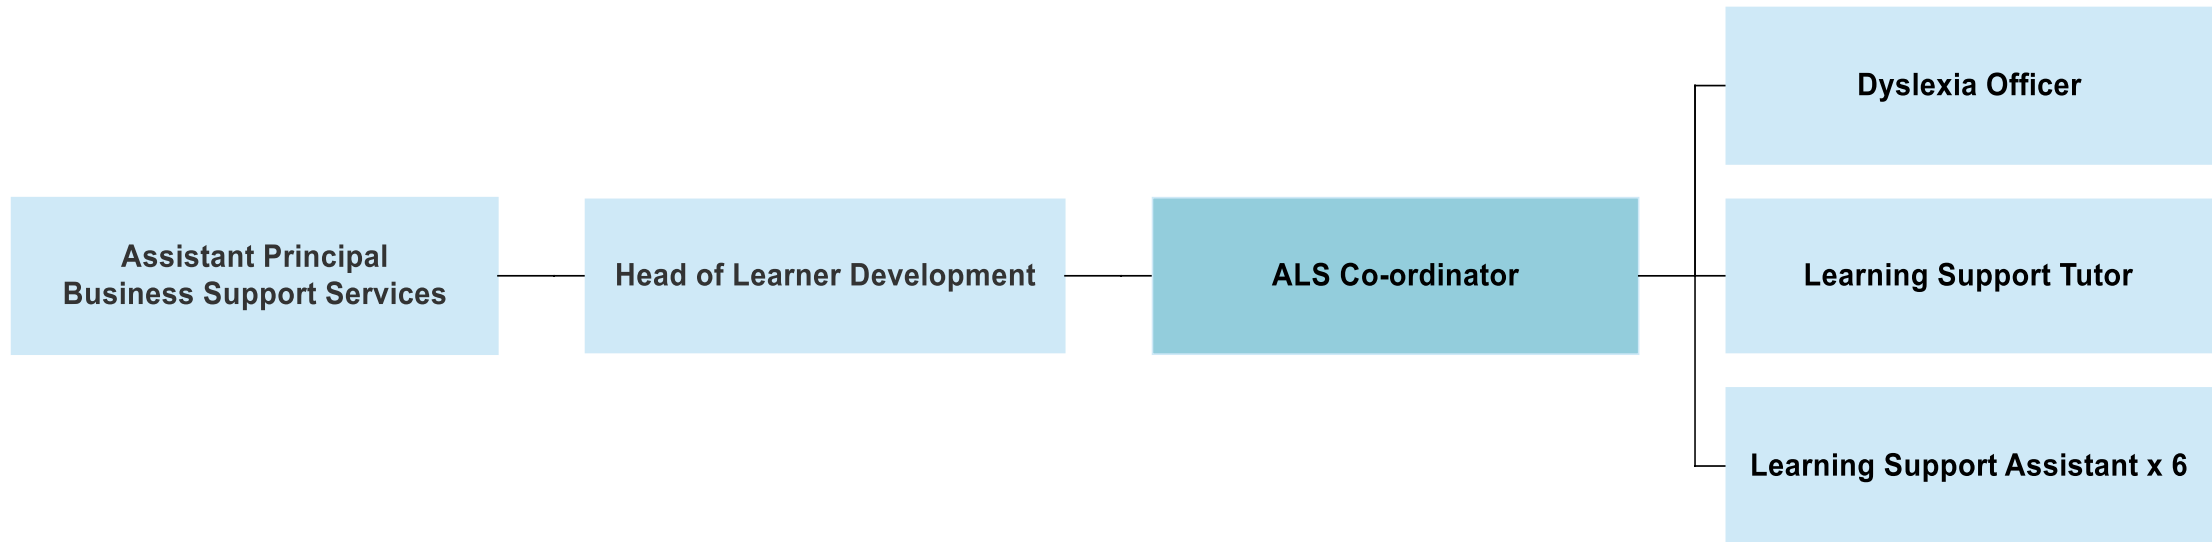 Assistant Principal
Business Support Services
Head of Learner Development
ALS Co-ordinator
Dyslexia Officer
Learning Support Tutor
Learning Support Assistant x 6